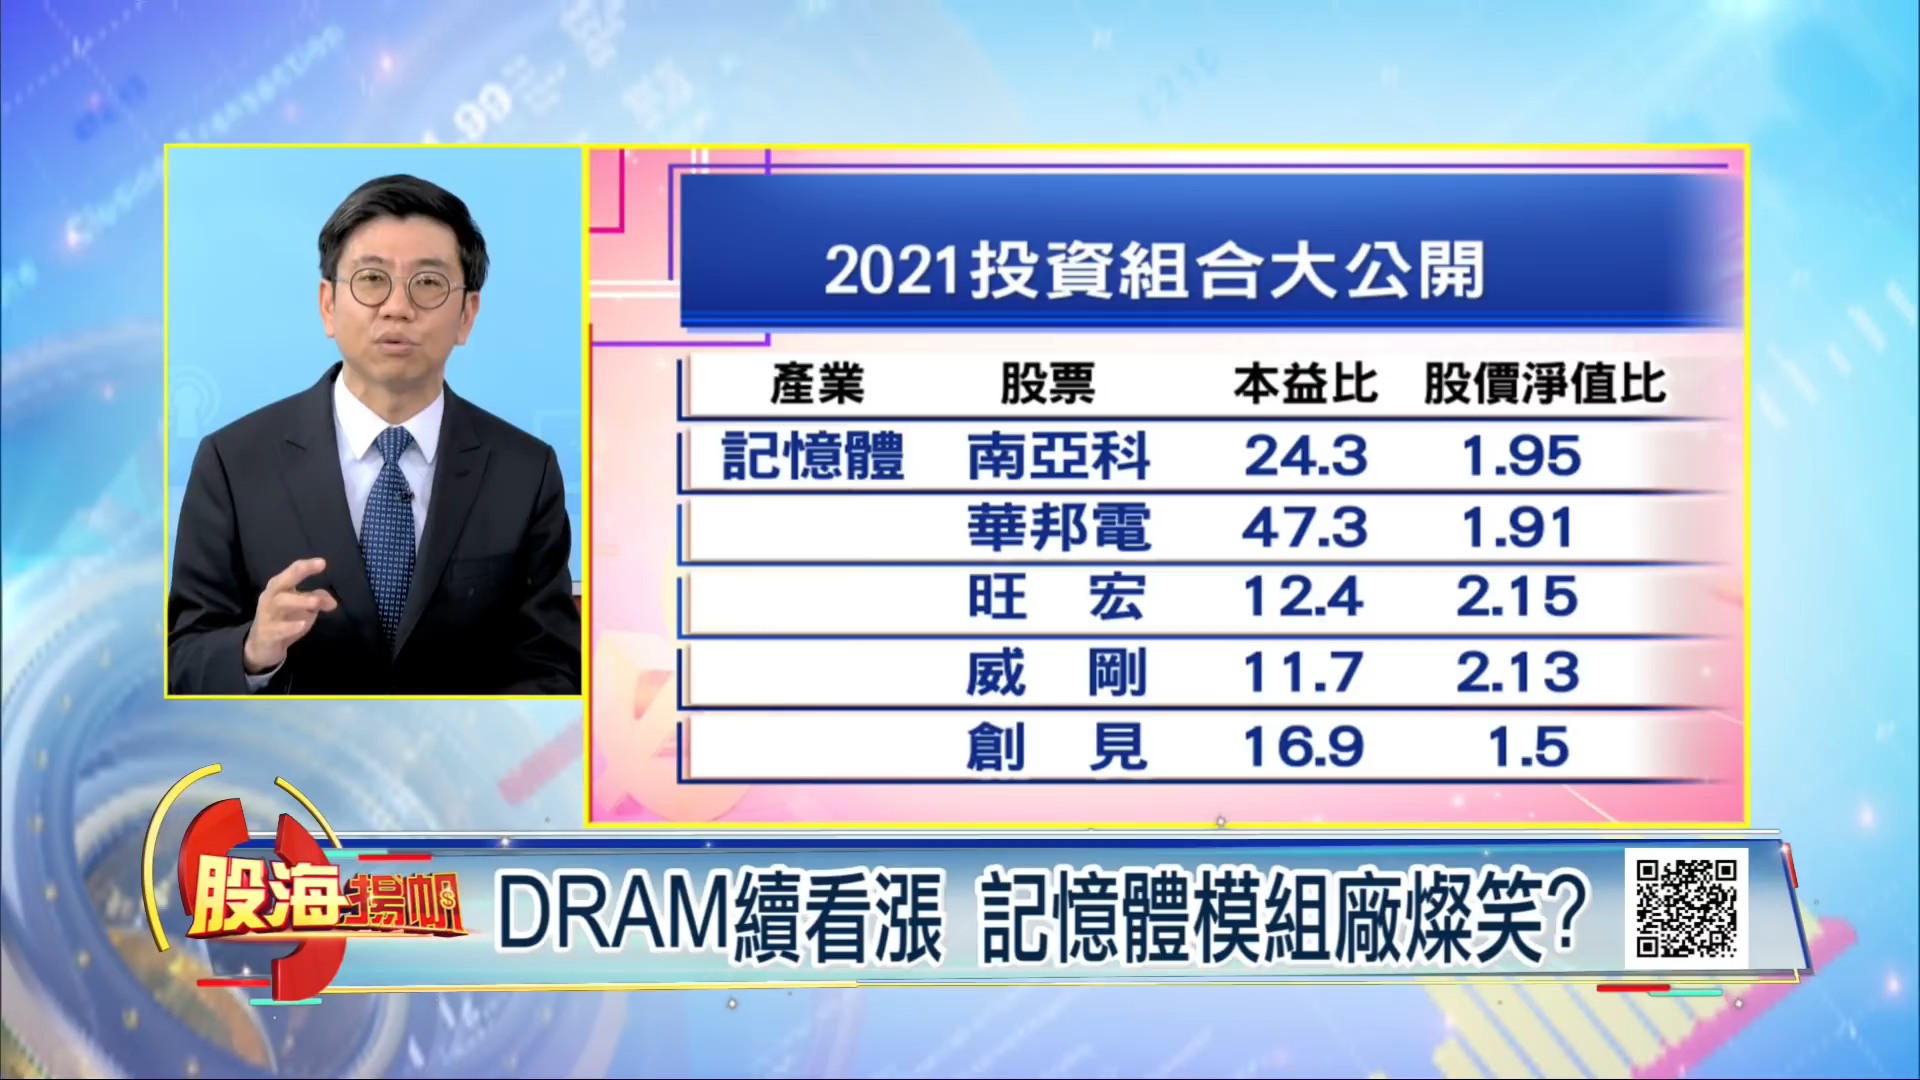 2021投資組合大公開
產業 股票 本益比 股價淨值比
記憶體 南亞科 24.3 1.95
華邦電 47.3 1.91
旺 宏 12.4 2.15
威 剛 11.7 2.13
創 見 16.9 1.5
股海揚帆
DRAM續看漲 記憶體模組廠燦笑?